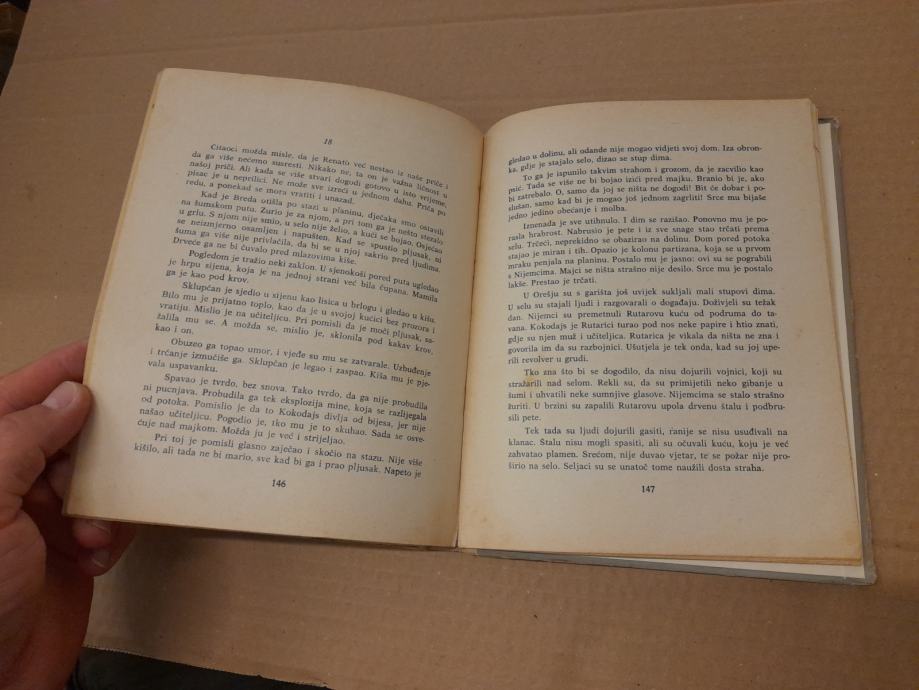 18
Čitaoci možda misle, da je Renato već nestao iz naše priče i
da ga više nećemo susresti. Nikako ne, ta on je važna ličnost u
našoj priči. Ali kada se više stvari dogodi gotovo u isto vrijeme,
pisac je u neprilici. Ne može sve izreći u jednom dahu. Priča po
redu, a ponekad se mora vratiti i unazad.
Kad je Breda otišla po stazi u planinu, dječaka smo ostavili
na šumskom putu. Zurio je za njom, a pri tom ga je nešto stezalo
u grlu. S njom nije smio, u selo nije želio, a kući se bojao. Osjećao
se neizmjerno osamljen i napušten. Kad se spustio pljusak, ni
šuma ga više nije privlačila, da bi se u njoj sakrio pred ljudima.
Drveće ga ne bi čuvalo pred mlazovima kiše.
Pogledom je tražio neki zaklon. U sjenokoši pored puta ugledao
je hrpu sijena, koja je na jednoj strani već bila čupana. Mamila
ga je kao pod krov.
Sklupčan je sjedio u sijenu kao lisica u brlogu i gledao u kišu.
Bilo mu je prijatno toplo, kao da je u svojoj kućici bez prozora i
vratiju. Mislio je na učiteljicu. Pri pomisli da je moči pljusak, sa-
žalila mu se. A možda se, mislio je, sklonila pod kakav krov,
kao i on.
Obuzeo ga topao umor, i vjeđe su mu se zatvarale. Uzbuđenje
i trčanje izmučiše ga. Sklupčan je legao i zaspao. Kiša mu je pje-
vala uspavanku.
Spavao je tvrdo, bez snova. Tako tvrdo, da ga nije probudila
ni pucnjava. Probudila ga tek eksplozija mine, koja se razlijegala
od potoka. Pomislio je da to Kokodajs divlja od bijesa, jer nije
našao učiteljicu. Pogodio je, tko mu je to skuhao. Sada se osve-
ćuje nad majkom. Možda ju je već i strijeljao.
Pri toj je pomisli glasno zaječao i skočio na stazu. Nije više
kišilo, ali tada ne bi mario, sve kad bi ga i prao pljusak. Napeto je
146
gledao u dolinu, ali odande nije mogao vidjeti svoj dom. Iza obron-
ka, gdje je stajalo selo, dizao se stup dima.
To ga je ispunilo takvim strahom i grozom, da je zacvilio kao
psić. Tada se više ne bi bojao izići pred majku. Branio bi je, ako
bi zatrebalo. O, samo da joj se ništa ne dogodi! Bit će dobar i po-
dušan, samo kad bi je mogao još jednom zagrliti! Srce mu bijaše
jedno jedino obećanje i molba.
Iznenada je sve utihnulo. I dim se razišao. Ponovno mu je po-
rasla hrabrost. Nabrusio je pete i iz sve snage stao trčati prema
selu. Trčeći, neprekidno se obazirao na dolinu. Dom pored potoka
stajao je miran i tih. Opazio je kolonu partizana, koja se u prvom
mraku penjala na planinu. Postalo mu je jasno: ovi su se pograbili
s Nijemcima. Majci se ništa strašno nije desilo. Srce mu je postalo
lakše. Prestao je trčati.
U Orešju su s garišta još uvijek sukljali mali stupovi dima.
U selu su stajali ljudi i razgovarali o događaju. Doživjeli su težak
dan. Nijemci su premetnuli Rutarovu kuću od podruma do ta-
vana. Kokodajs je Rutarici turao pod nos neke papire i htio znati,
gdje su njen muž i učiteljica. Rutarica je vikala da ništa ne zna i
govorila im da su razbojnici. Ušutjela je tek onda, kad su joj upe-
rili revolver u grudi.
Tko zna što bi se dogodilo, da nisu dojurili vojnici, koji su
stražarili nad selom. Rekli su, da su primijetili neko gibanje u
šumi i uhvatili neke sumnjive glasove. Nijemcima se stalo strašno
žuriti. U brzini su zapalili Rutarovu upola drvenu štalu i podbru-
sili pete.
Tek tada su ljudi dojurili gasiti, ranije se nisu usuđivali na
klanac. Štalu nisu mogli spasiti, ali su očuvali kuću, koju je već
zahvatao plamen. Srećom, nije duvao vjetar, te se požar nije pro-
širio na selo. Seljaci su se unatoč tome naužili dosta straha.
147